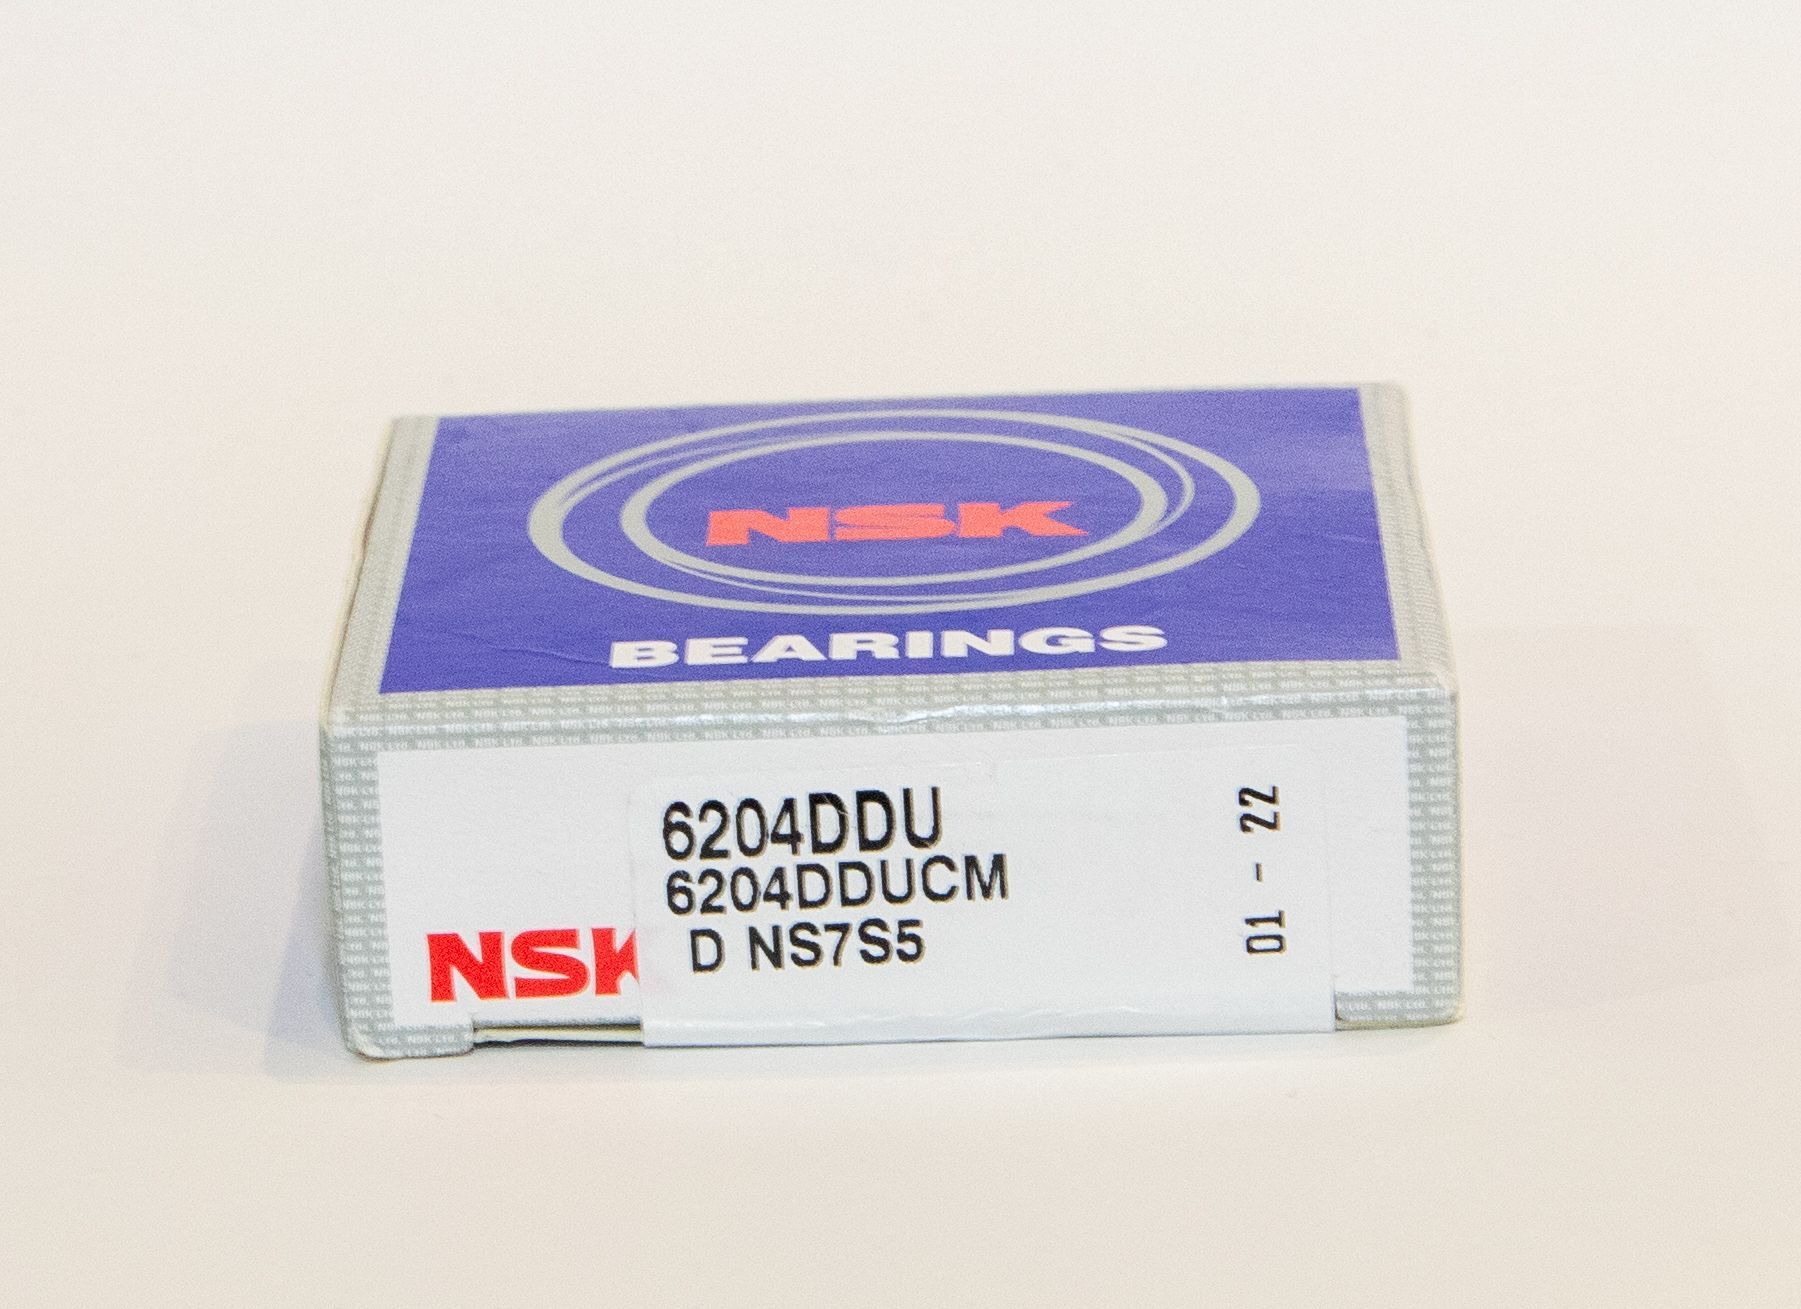 NSK
BEARINGS
6204DDU
6204DDUCM
D NS7S5
NSK
01 - 22